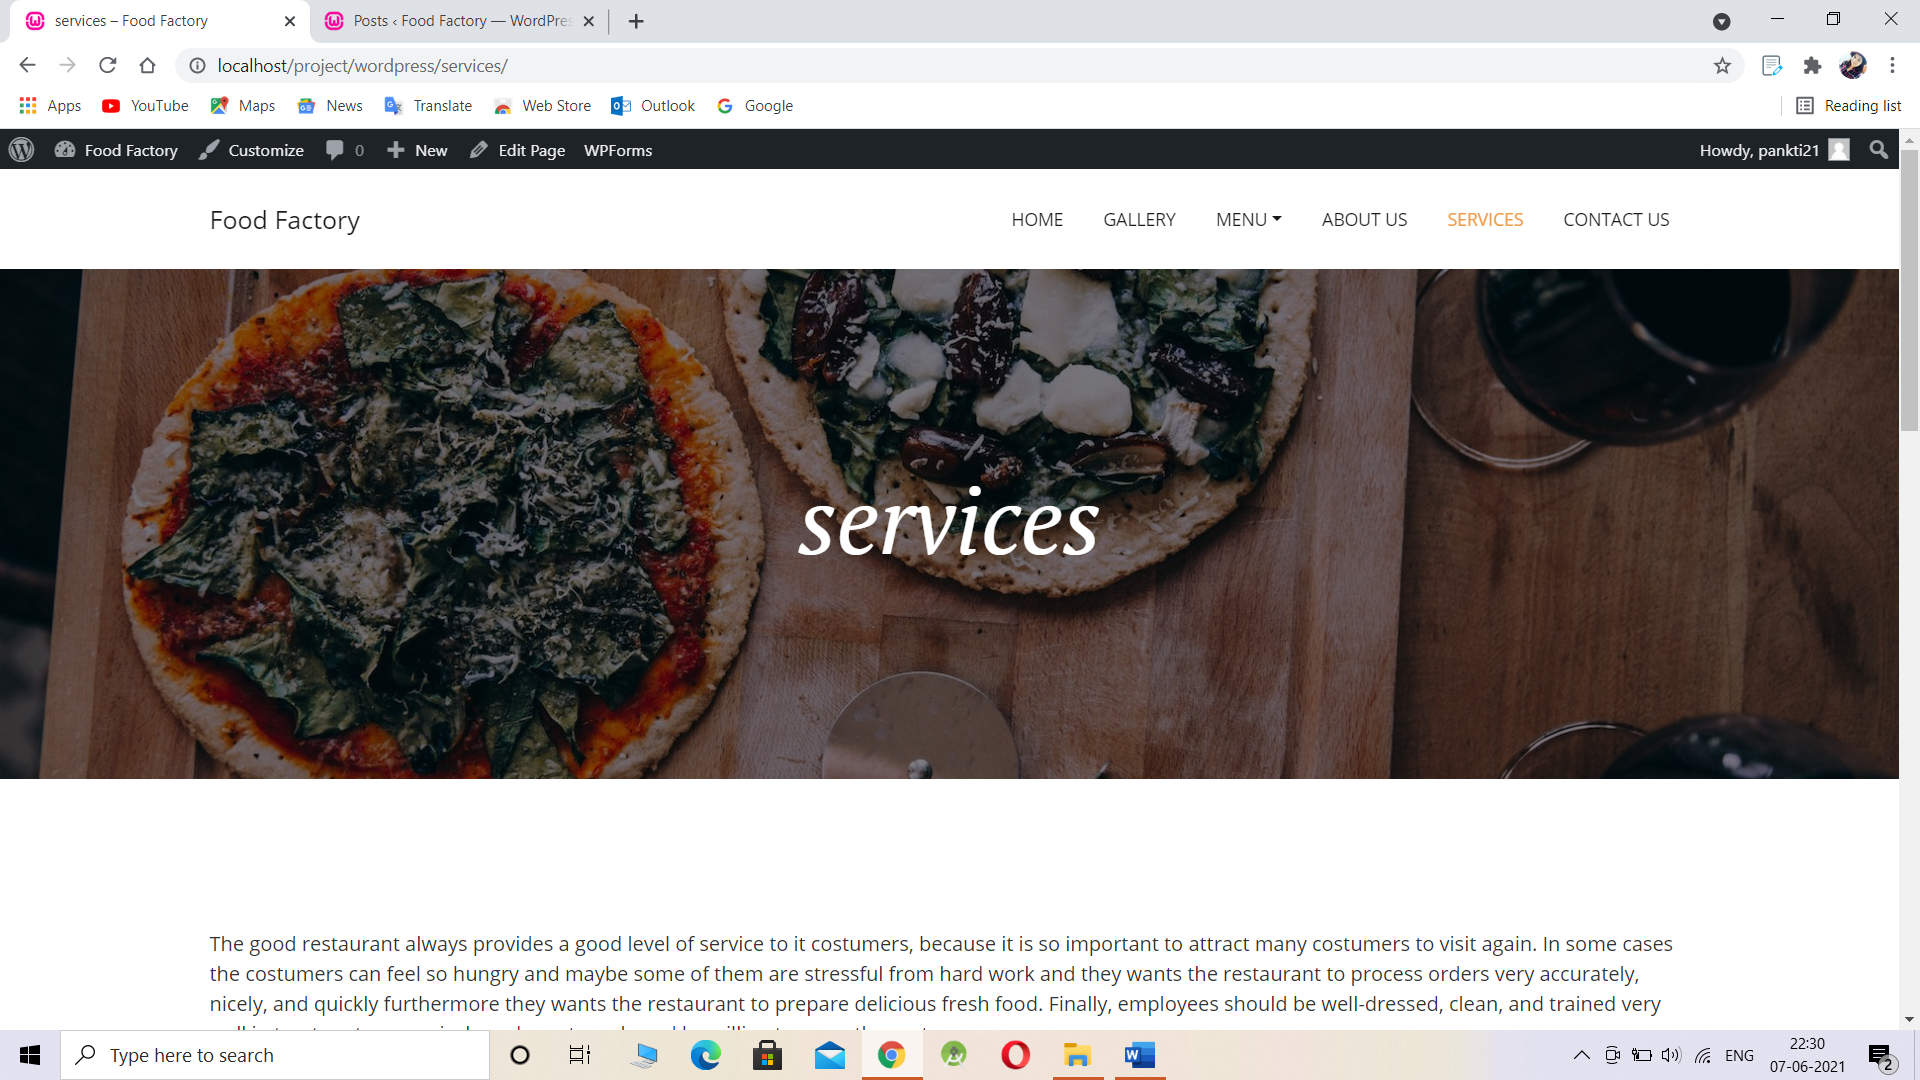 services – Food Factory
Posts ‹ Food Factory — WordPres
localhost/project/wordpress/services/
Apps YouTube Maps News Translate Web Store Outlook Google Reading list
Food Factory Customize 0 New Edit Page WPForms Howdy, pankti21
Food Factory HOME GALLERY MENU ABOUT US SERVICES CONTACT US
services
The good restaurant always provides a good level of service to it costumers, because it is so important to attract many costumers to visit again. In some cases
the costumers can feel so hungry and maybe some of them are stressful from hard work and they wants the restaurant to process orders very accurately,
nicely, and quickly furthermore they wants the restaurant to prepare delicious fresh food. Finally, employees should be well-dressed, clean, and trained very
Type here to search
ENG
22:30
07-06-2021
2